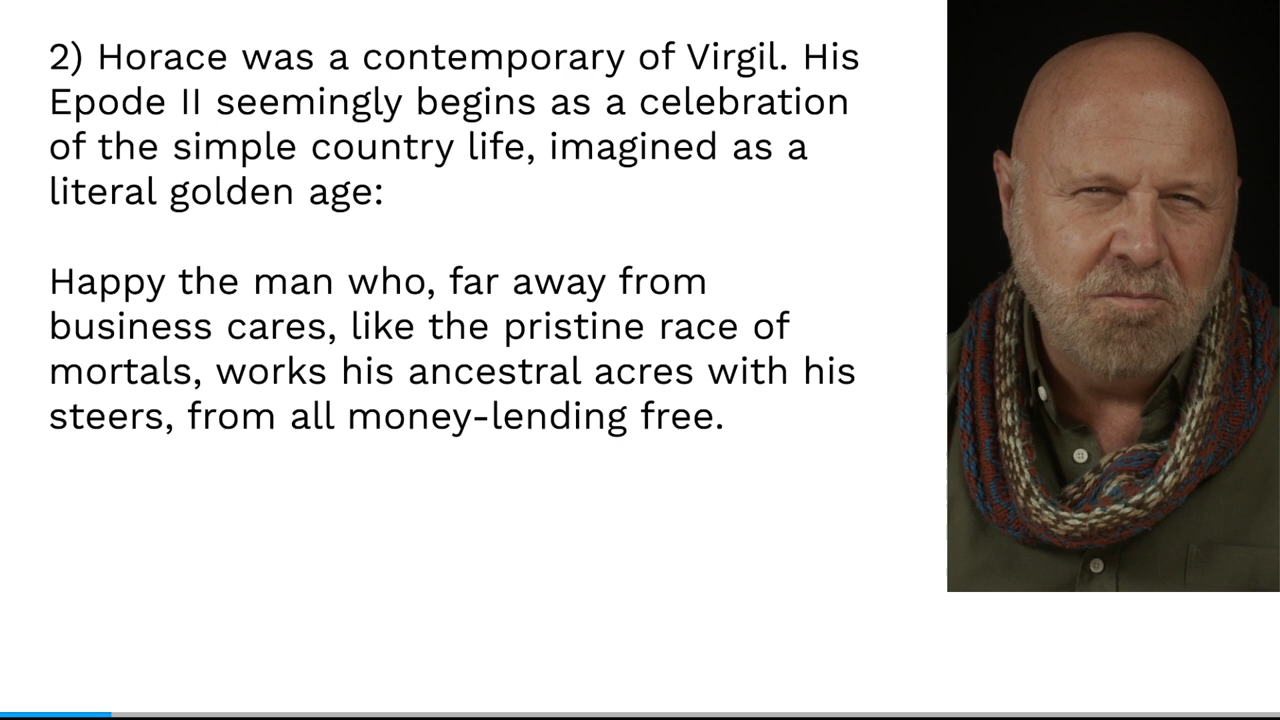 2) Horace was a contemporary of Virgil. His
Epode II seemingly begins as a celebration
of the simple country life, imagined as a
literal golden age:
Happy the man who, far away from
business cares, like the pristine race of
mortals, works his ancestral acres with his
steers, from all money-lending free.